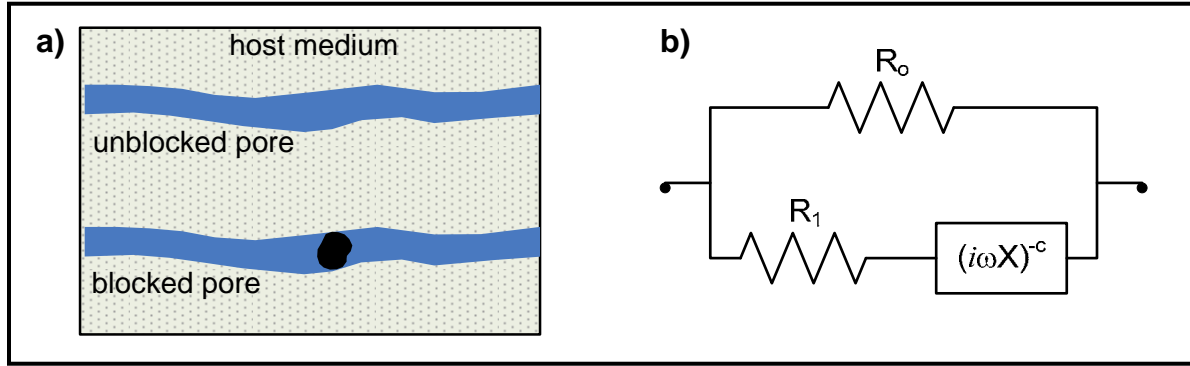 a)
host medium
unblocked pore
blocked pore
b)
Rₒ
R₁
(iωX)⁻ᶜ